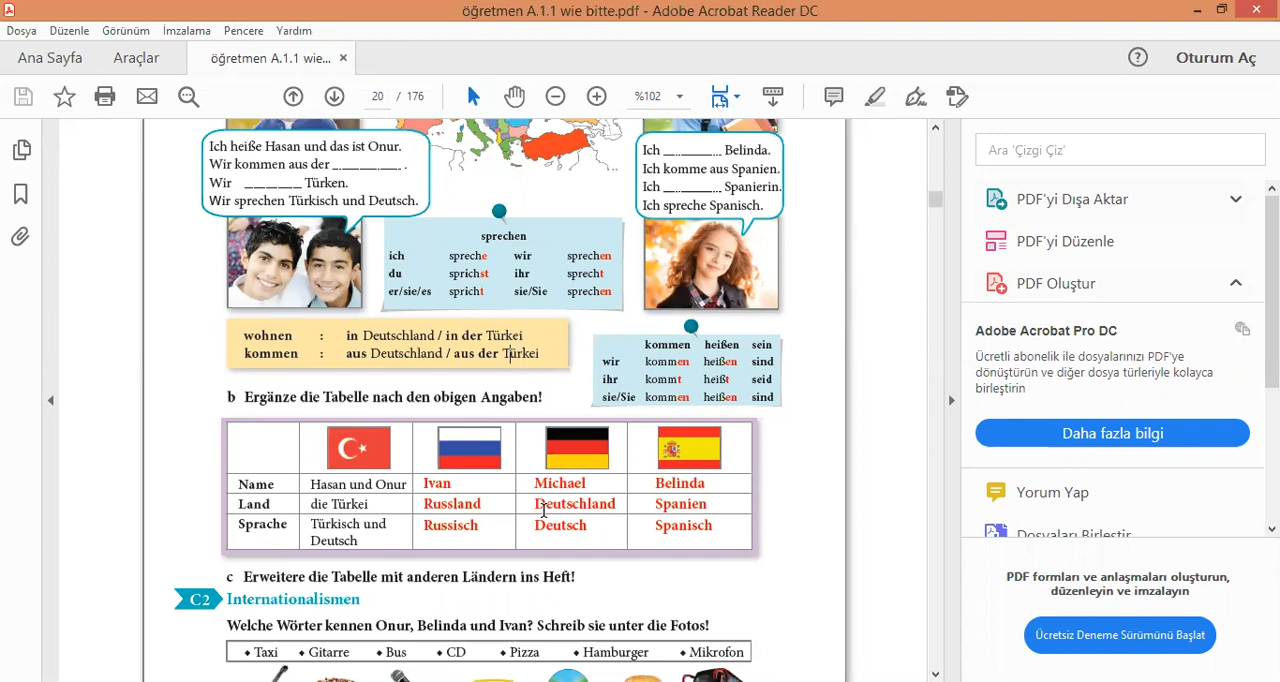 öğretmen A.1.1 wie bitte.pdf - Adobe Acrobat Reader DC
Dosya Düzenle Görünüm İmzalama Pencere Yardım
Ana Sayfa Araçlar öğretmen A.1.1 wie... × Oturum Aç
20 / 176 %102
Ich heiße Hasan und das ist Onur.
Wir kommen aus der ____________ .
Wir __________ Türken.
Wir sprechen Türkisch und Deutsch.
Ich __________ Belinda.
Ich komme aus Spanien.
Ich __________ Spanierin.
Ich spreche Spanisch.
sprechen
ich spreche wir sprechen
du sprichst ihr sprecht
er/sie/es spricht sie/Sie sprechen
wohnen : in Deutschland / in der Türkei
kommen : aus Deutschland / aus der Türkei
kommen heißen sein
wir kommen heißen sind
ihr kommt heißt seid
sie/Sie kommen heißen sind
b Ergänze die Tabelle nach den obigen Angaben!
Name Hasan und Onur Ivan Michael Belinda
Land die Türkei Russland Deutschland Spanien
Sprache Türkisch und Deutsch Russisch Deutsch Spanisch
c Erweitere die Tabelle mit anderen Ländern ins Heft!
C2 Internationalismen
Welche Wörter kennen Onur, Belinda und Ivan? Schreib sie unter die Fotos!
◆ Taxi ◆ Gitarre ◆ Bus ◆ CD ◆ Pizza ◆ Hamburger ◆ Mikrofon
Ara 'Çizgi Çiz'
PDF'yi Dışa Aktar
PDF'yi Düzenle
PDF Oluştur
Adobe Acrobat Pro DC
Ücretli abonelik ile dosyalarınızı PDF'ye
dönüştürün ve diğer dosya türleriyle kolayca
birleştirin
Daha fazla bilgi
Yorum Yap
Dosyaları Birleştir
PDF formları ve anlaşmaları oluşturun,
düzenleyin ve imzalayın
Ücretsiz Deneme Sürümünü Başlat